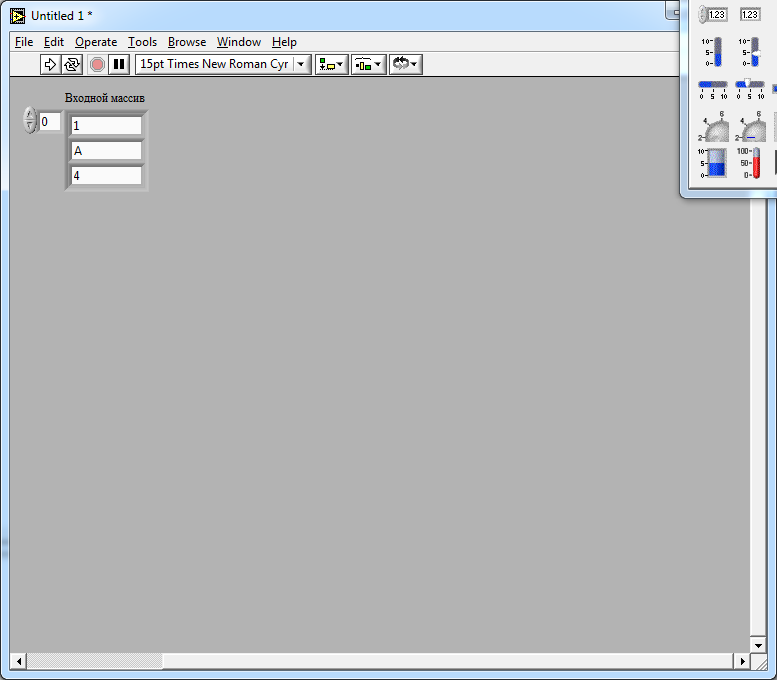 Untitled 1 *
File Edit Operate Tools Browse Window Help
15pt Times New Roman Cyr
Входной массив
0
1
A
4
1.23 1.23
10 10
5 5
0 0
0 5 10 0 5 10
4 6 4 6
2 2
10 100
5 50
0 0